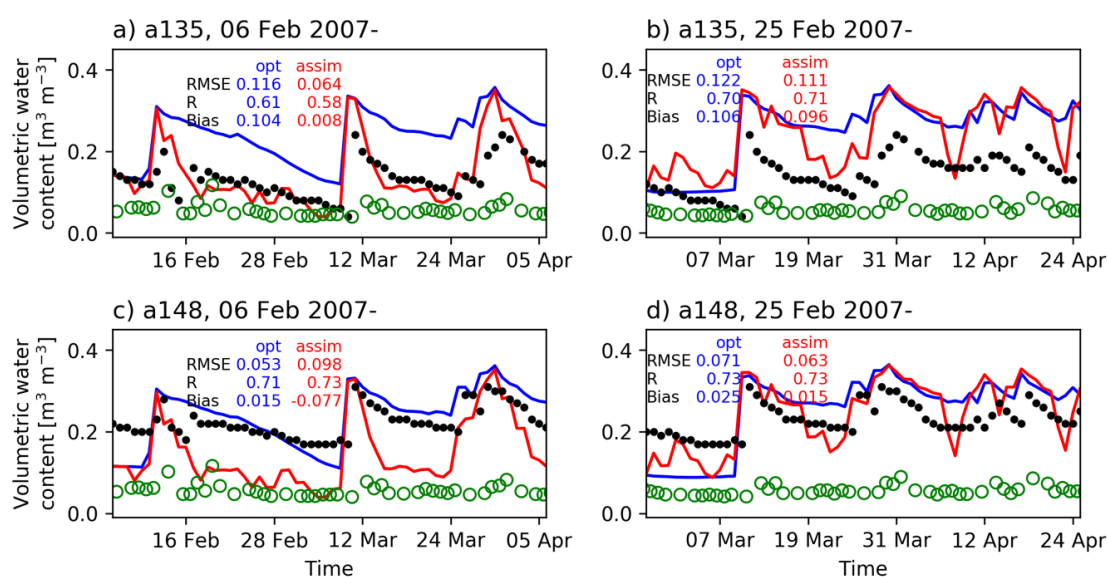 a) a135, 06 Feb 2007-
b) a135, 25 Feb 2007-
Volumetric water
content [m³ m⁻³]
0.4
0.2
0.0
opt assim
RMSE 0.116 0.064
R 0.61 0.58
Bias 0.104 0.008
16 Feb 28 Feb 12 Mar 24 Mar 05 Apr
0.4
0.2
0.0
opt assim
RMSE 0.122 0.111
R 0.70 0.71
Bias 0.106 0.096
07 Mar 19 Mar 31 Mar 12 Apr 24 Apr
c) a148, 06 Feb 2007-
d) a148, 25 Feb 2007-
Volumetric water
content [m³ m⁻³]
0.4
0.2
0.0
opt assim
RMSE 0.053 0.098
R 0.71 0.73
Bias 0.015 -0.077
16 Feb 28 Feb 12 Mar 24 Mar 05 Apr
Time
0.4
0.2
0.0
opt assim
RMSE 0.071 0.063
R 0.73 0.73
Bias 0.025 0.015
07 Mar 19 Mar 31 Mar 12 Apr 24 Apr
Time